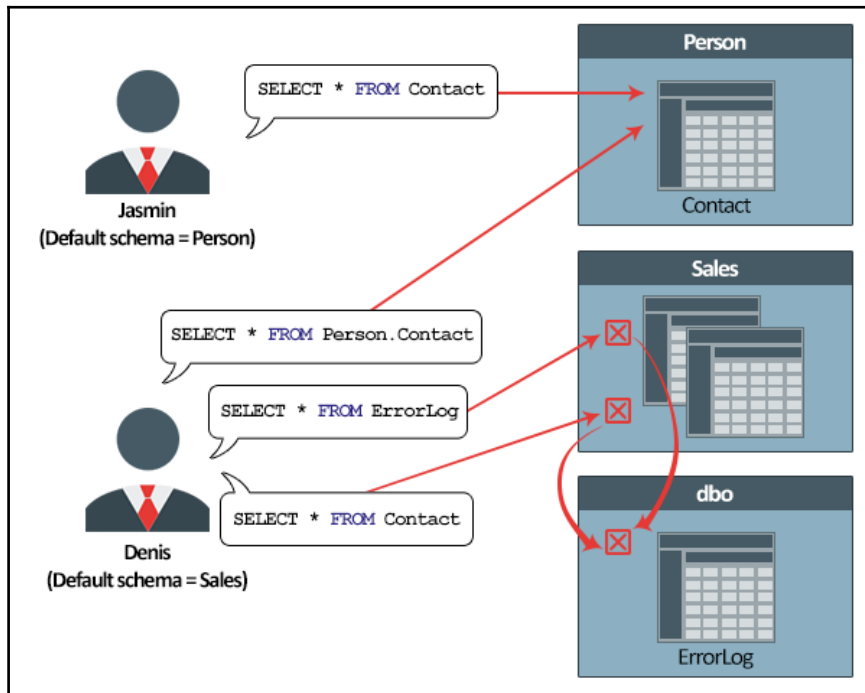 Person
SELECT * FROM Contact
Contact
Jasmin
(Default schema = Person)
Sales
SELECT * FROM Person.Contact
SELECT * FROM ErrorLog
dbo
SELECT * FROM Contact
Denis
(Default schema = Sales)
ErrorLog